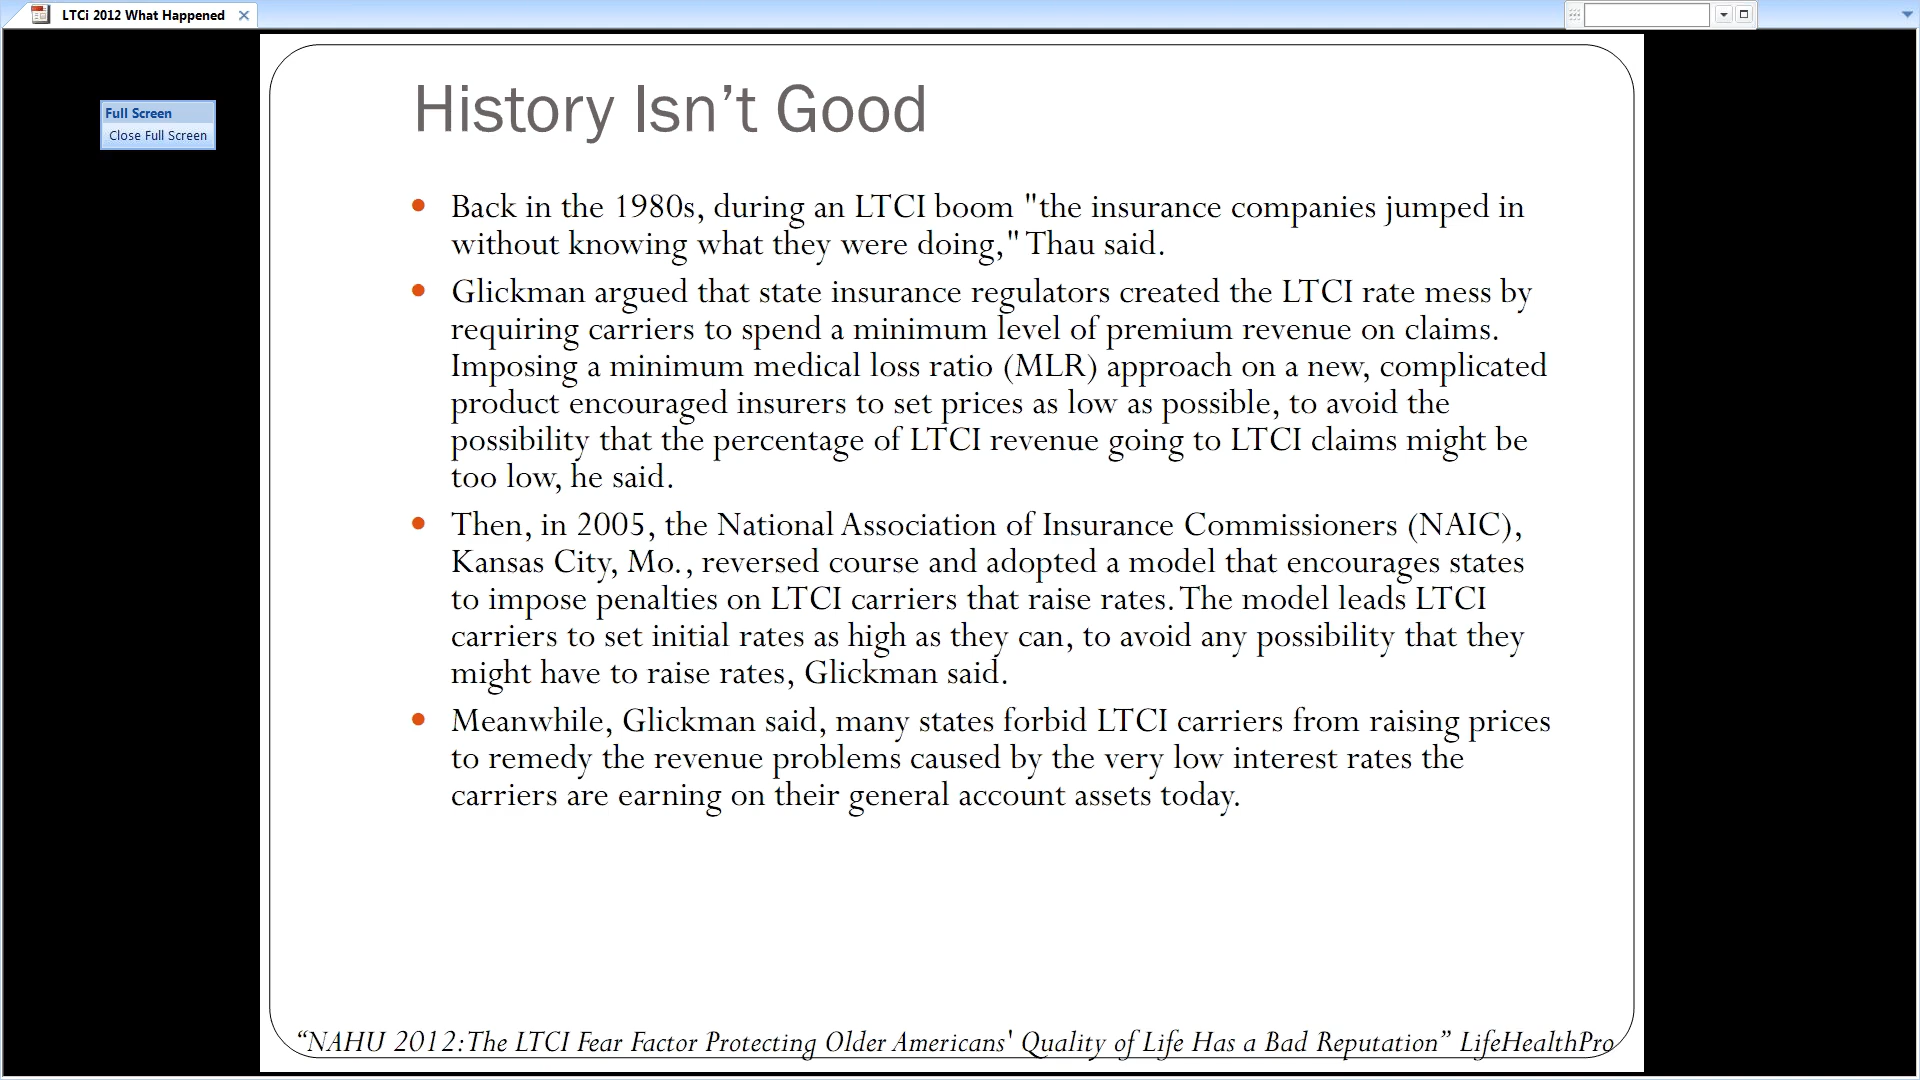 LTCi 2012 What Happened
Full Screen
Close Full Screen
History Isn’t Good
Back in the 1980s, during an LTCI boom "the insurance companies jumped in
without knowing what they were doing," Thau said.
Glickman argued that state insurance regulators created the LTCI rate mess by
requiring carriers to spend a minimum level of premium revenue on claims.
Imposing a minimum medical loss ratio (MLR) approach on a new, complicated
product encouraged insurers to set prices as low as possible, to avoid the
possibility that the percentage of LTCI revenue going to LTCI claims might be
too low, he said.
Then, in 2005, the National Association of Insurance Commissioners (NAIC),
Kansas City, Mo., reversed course and adopted a model that encourages states
to impose penalties on LTCI carriers that raise rates. The model leads LTCI
carriers to set initial rates as high as they can, to avoid any possibility that they
might have to raise rates, Glickman said.
Meanwhile, Glickman said, many states forbid LTCI carriers from raising prices
to remedy the revenue problems caused by the very low interest rates the
carriers are earning on their general account assets today.
“NAHU 2012: The LTCI Fear Factor Protecting Older Americans' Quality of Life Has a Bad Reputation” LifeHealthPro